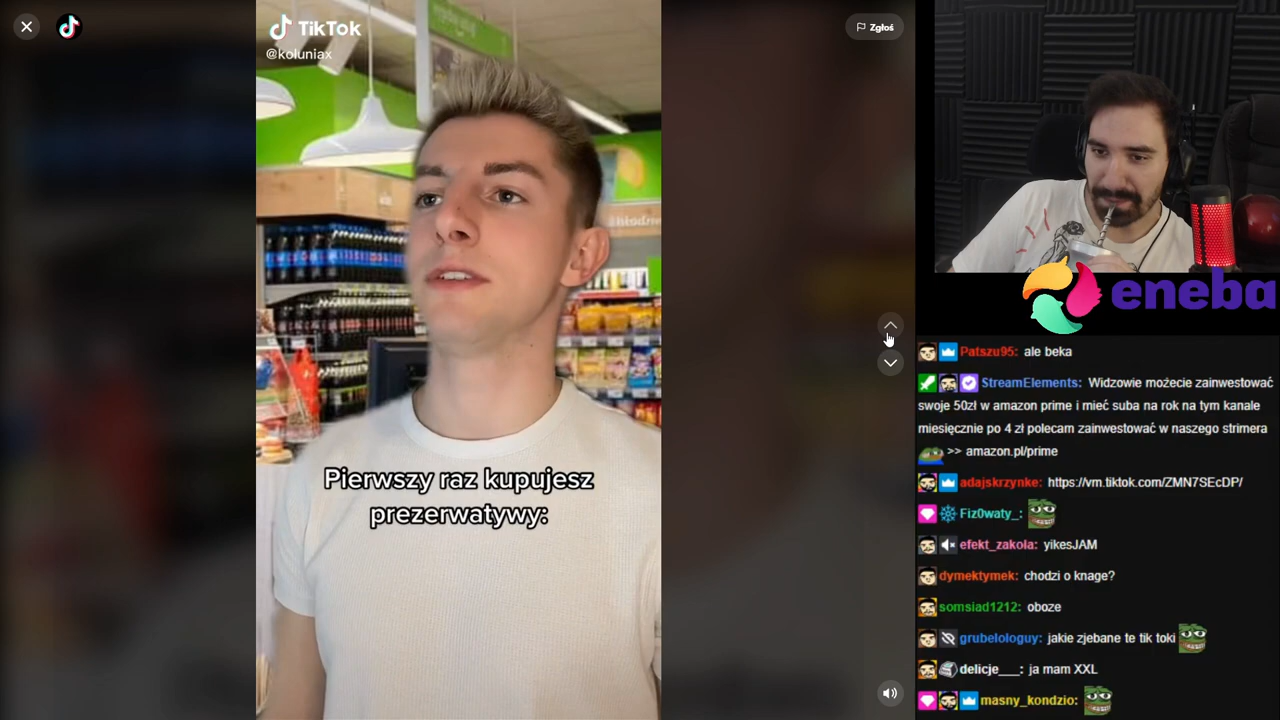 TikTok
@koluniax
Zgłoś
Pierwszy raz kupujesz
prezerwatywy:
eneba
Patszu95: ale beka
StreamElements: Widzowie możecie zainwestować
swoje 50zł w amazon prime i mieć suba na rok na tym kanale
miesięcznie po 4 zł polecam zainwestować w naszego strimera
>> amazon.pl/prime
adajskrzynke: https://vm.tiktok.com/ZMN7SEcDP/
Fiz0waty_:
efekt_zakola: yikesJAM
dymektymek: chodzi o knage?
somsiad1212: oboze
grubelologuy: jakie zjebane te tik toki
delicje___: ja mam XXL
masny_kondzio: